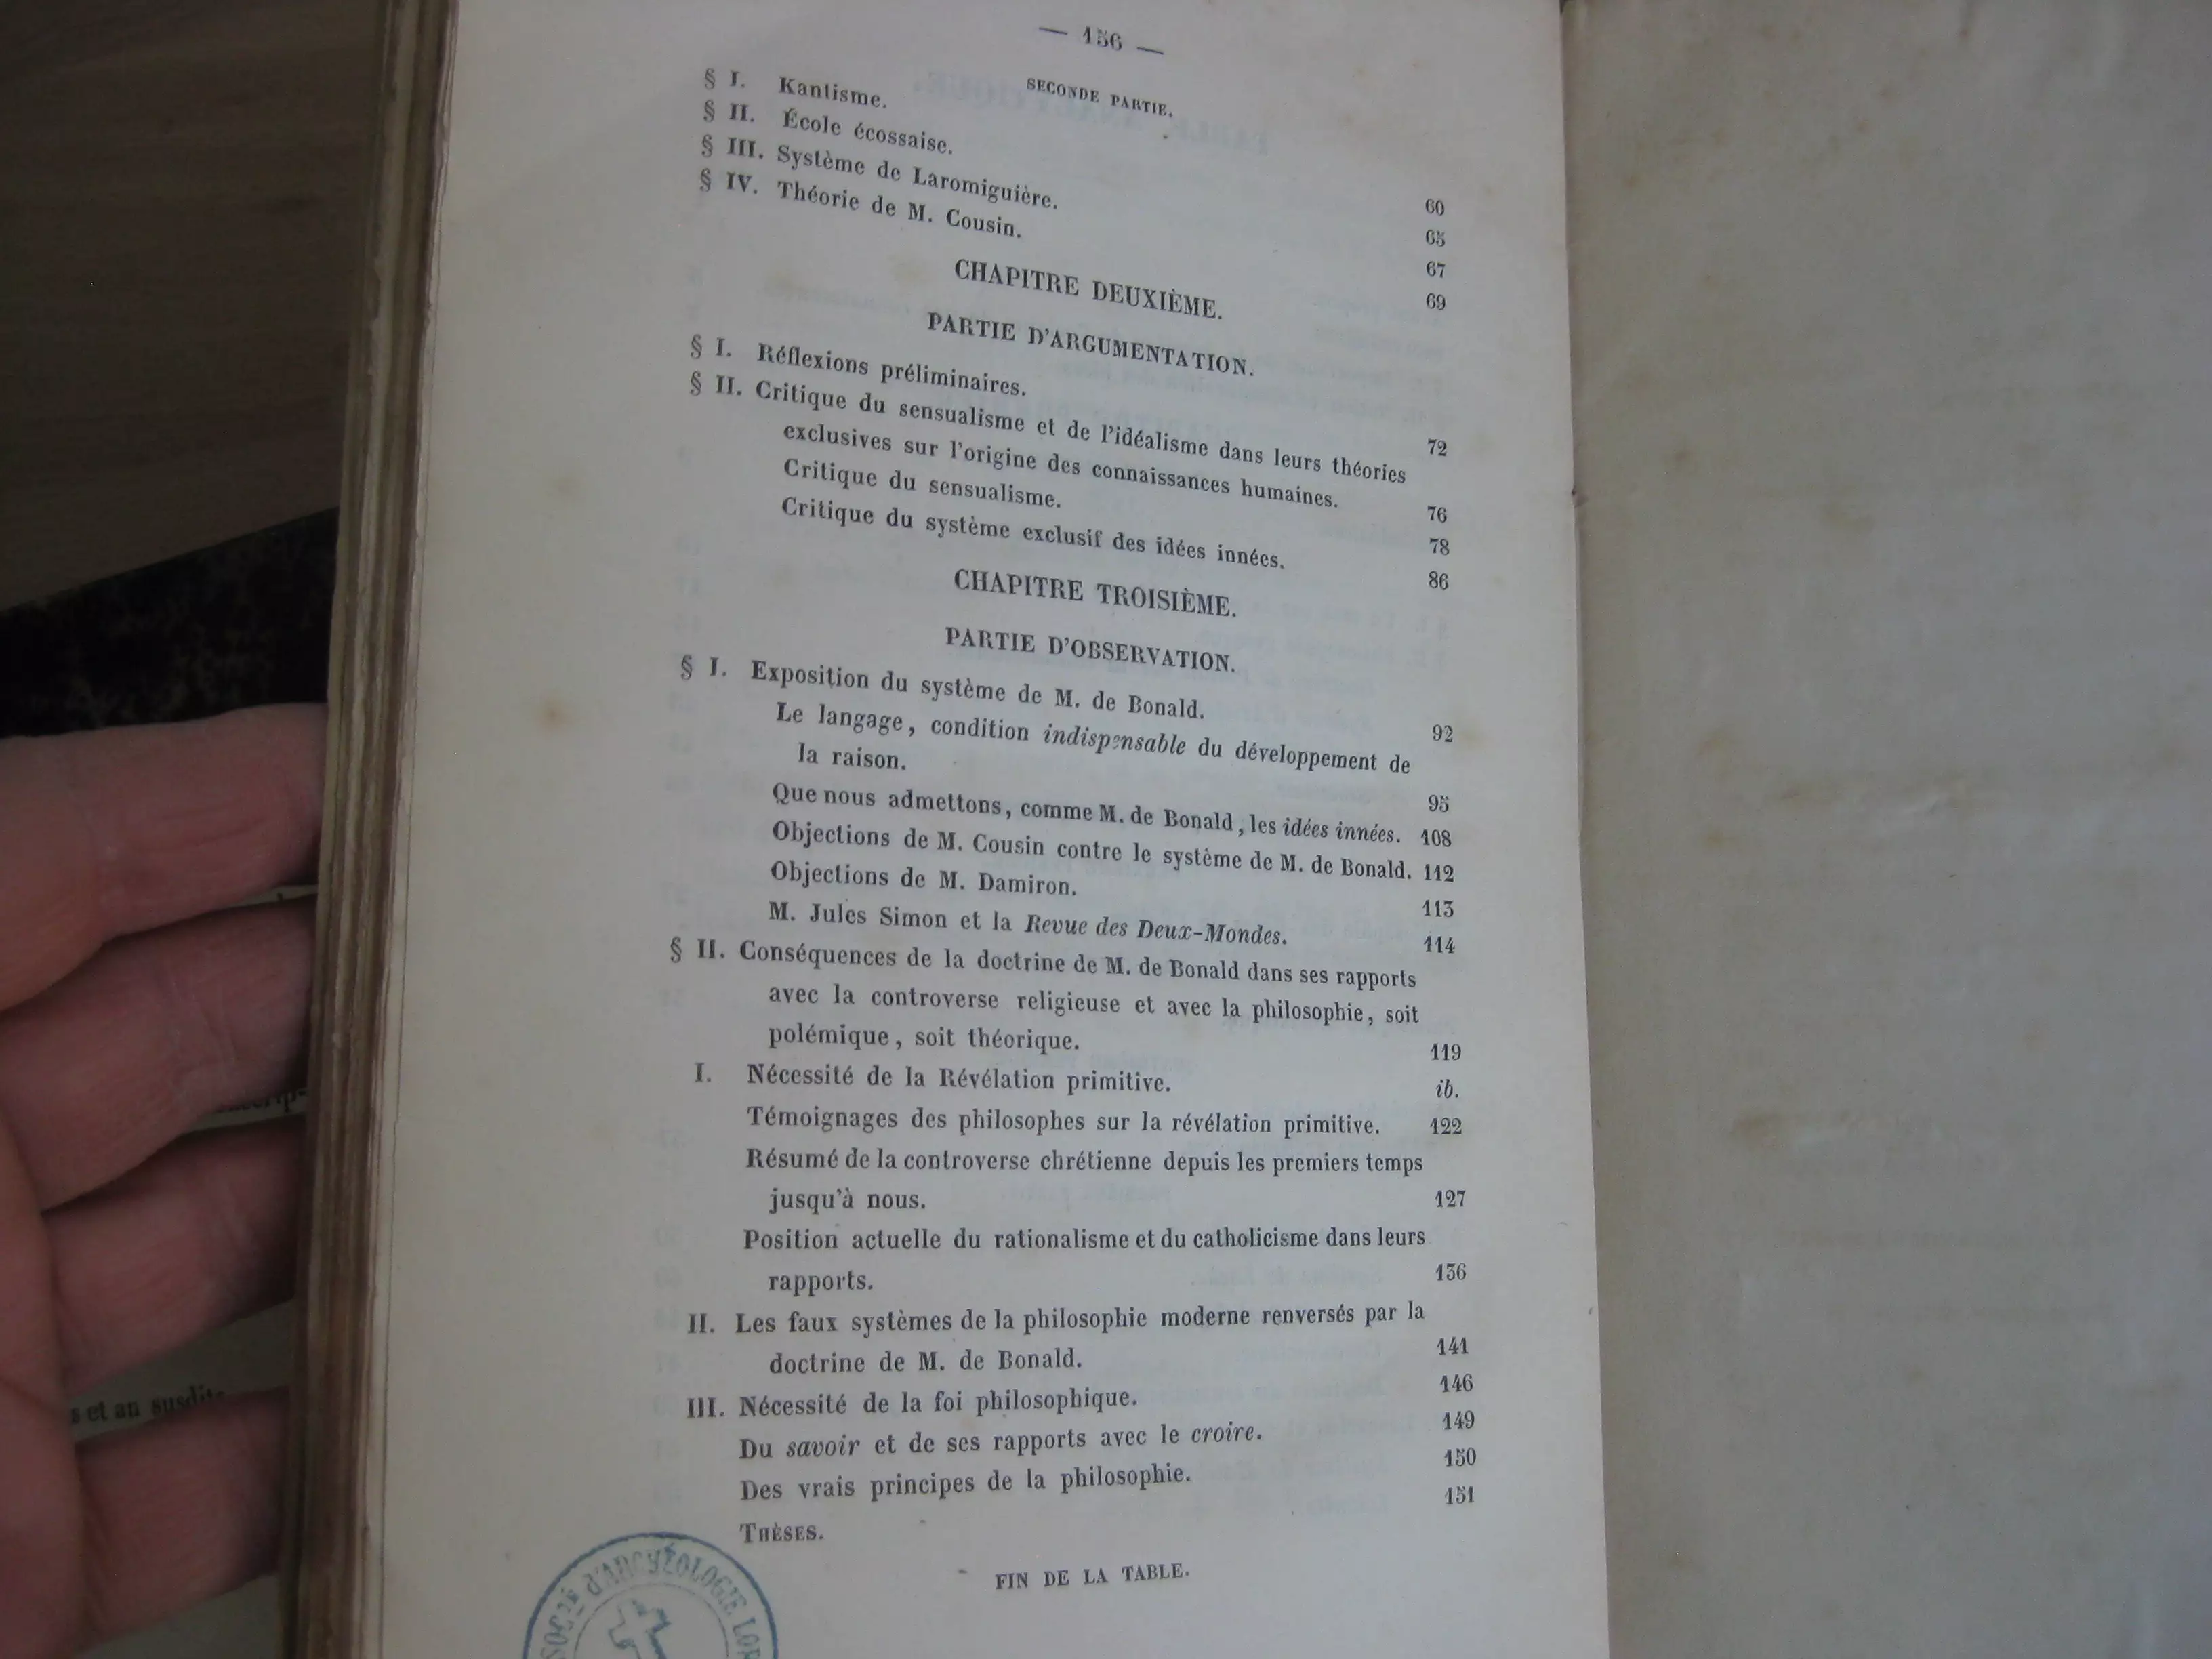 — 156 —
SECONDE PARTIE.
§ I. Kantisme. 60
§ II. École écossaise. 65
§ III. Système de Laromiguière. 67
§ IV. Théorie de M. Cousin. 69
CHAPITRE DEUXIÈME.
PARTIE D'ARGUMENTATION.
§ I. Réflexions préliminaires. 72
§ II. Critique du sensualisme et de l'idéalisme dans leurs théories
exclusives sur l'origine des connaissances humaines. 76
Critique du sensualisme. 78
Critique du système exclusif des idées innées. 86
CHAPITRE TROISIÈME.
PARTIE D'OBSERVATION.
§ I. Exposition du système de M. de Bonald. 92
Le langage, condition indispensable du développement de
la raison. 95
Que nous admettons, comme M. de Bonald, les idées innées. 108
Objections de M. Cousin contre le système de M. de Bonald. 112
Objections de M. Damiron. 113
M. Jules Simon et la Revue des Deux-Mondes. 114
§ II. Conséquences de la doctrine de M. de Bonald dans ses rapports
avec la controverse religieuse et avec la philosophie, soit
polémique, soit théorique. 119
I. Nécessité de la Révélation primitive. ib.
Témoignages des philosophes sur la révélation primitive. 122
Résumé de la controverse chrétienne depuis les premiers temps
jusqu'à nous. 127
Position actuelle du rationalisme et du catholicisme dans leurs
rapports. 136
II. Les faux systèmes de la philosophie moderne renversés par la
doctrine de M. de Bonald. 141
III. Nécessité de la foi philosophique. 146
Du savoir et de ses rapports avec le croire. 149
Des vrais principes de la philosophie. 150
THÈSES. 151
FIN DE LA TABLE.
SOCIÉTÉ D'ARCHÉOLOGIE
s et an susdit